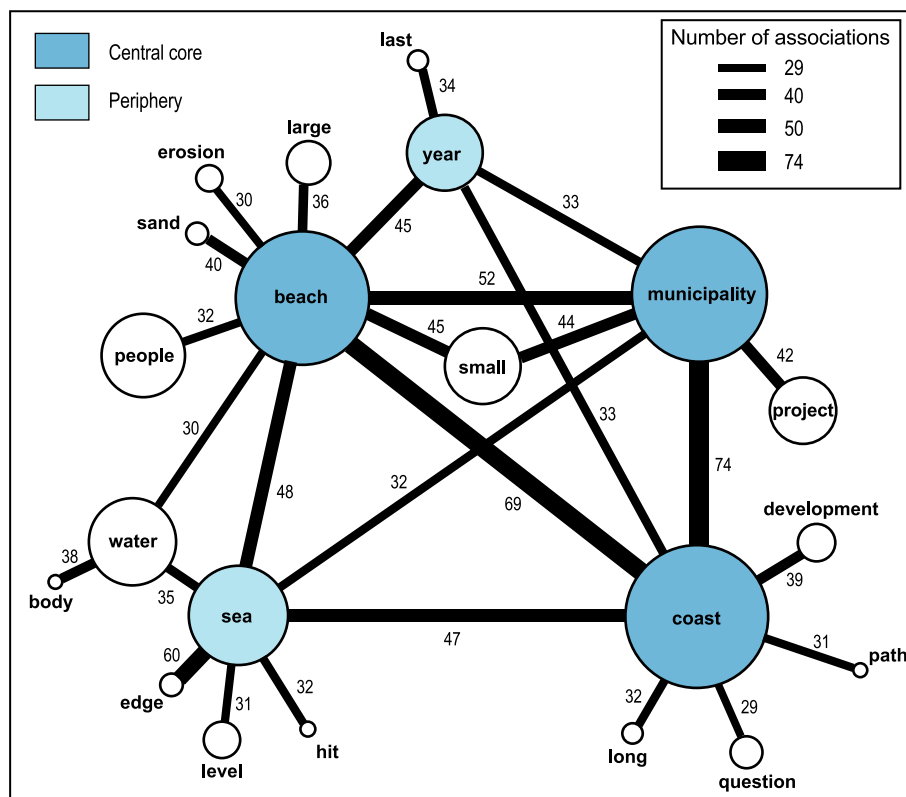 Central core
Periphery
Number of associations
29
40
50
74
last
34
large
year
erosion
30
36
33
sand
45
40
beach
52
municipality
32
45
44
42
people
small
project
30
33
48
32
69
74
development
water
38
39
body
35
sea
coast
47
31
path
60
edge
31
32
32
29
hit
long
level
question